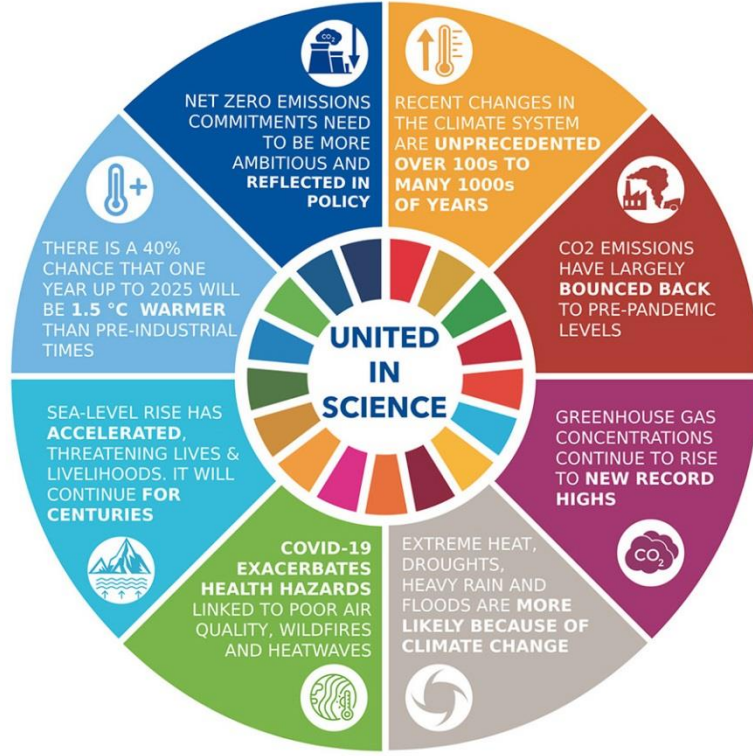 NET ZERO EMISSIONS
COMMITMENTS NEED
TO BE MORE
AMBITIOUS AND
REFLECTED IN
POLICY
CO2
RECENT CHANGES IN
THE CLIMATE SYSTEM
ARE UNPRECEDENTED
OVER 100s TO
MANY 1000s
OF YEARS
CO2 EMISSIONS
HAVE LARGELY
BOUNCED BACK
TO PRE-PANDEMIC
LEVELS
GREENHOUSE GAS
CONCENTRATIONS
CONTINUE TO RISE
TO NEW RECORD
HIGHS
CO2
EXTREME HEAT,
DROUGHTS,
HEAVY RAIN AND
FLOODS ARE MORE
LIKELY BECAUSE OF
CLIMATE CHANGE
COVID-19
EXACERBATES
HEALTH HAZARDS
LINKED TO POOR AIR
QUALITY, WILDFIRES
AND HEATWAVES
SEA-LEVEL RISE HAS
ACCELERATED,
THREATENING LIVES &
LIVELIHOODS. IT WILL
CONTINUE FOR
CENTURIES
THERE IS A 40%
CHANCE THAT ONE
YEAR UP TO 2025 WILL
BE 1.5 °C WARMER
THAN PRE-INDUSTRIAL
TIMES
UNITED
IN
SCIENCE